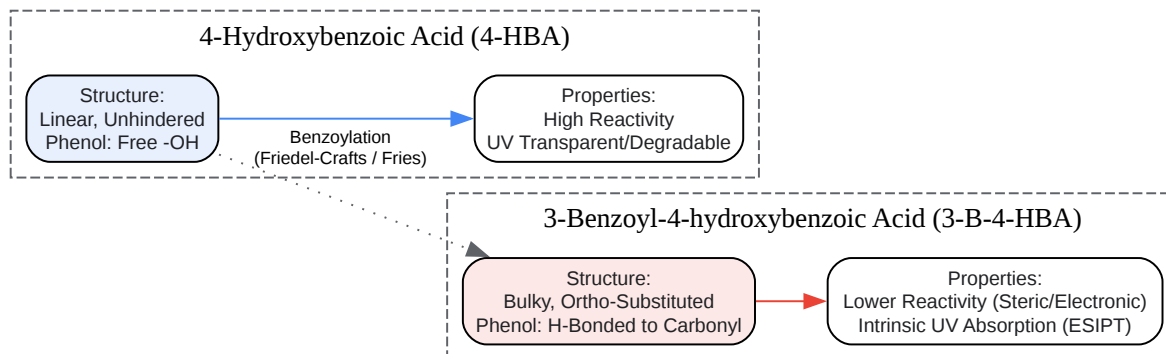 4-Hydroxybenzoic Acid (4-HBA)
Structure:
Linear, Unhindered
Phenol: Free -OH
Benzoylation
(Friedel-Crafts / Fries)
Properties:
High Reactivity
UV Transparent/Degradable
3-Benzoyl-4-hydroxybenzoic Acid (3-B-4-HBA)
Structure:
Bulky, Ortho-Substituted
Phenol: H-Bonded to Carbonyl
Properties:
Lower Reactivity (Steric/Electronic)
Intrinsic UV Absorption (ESIPT)